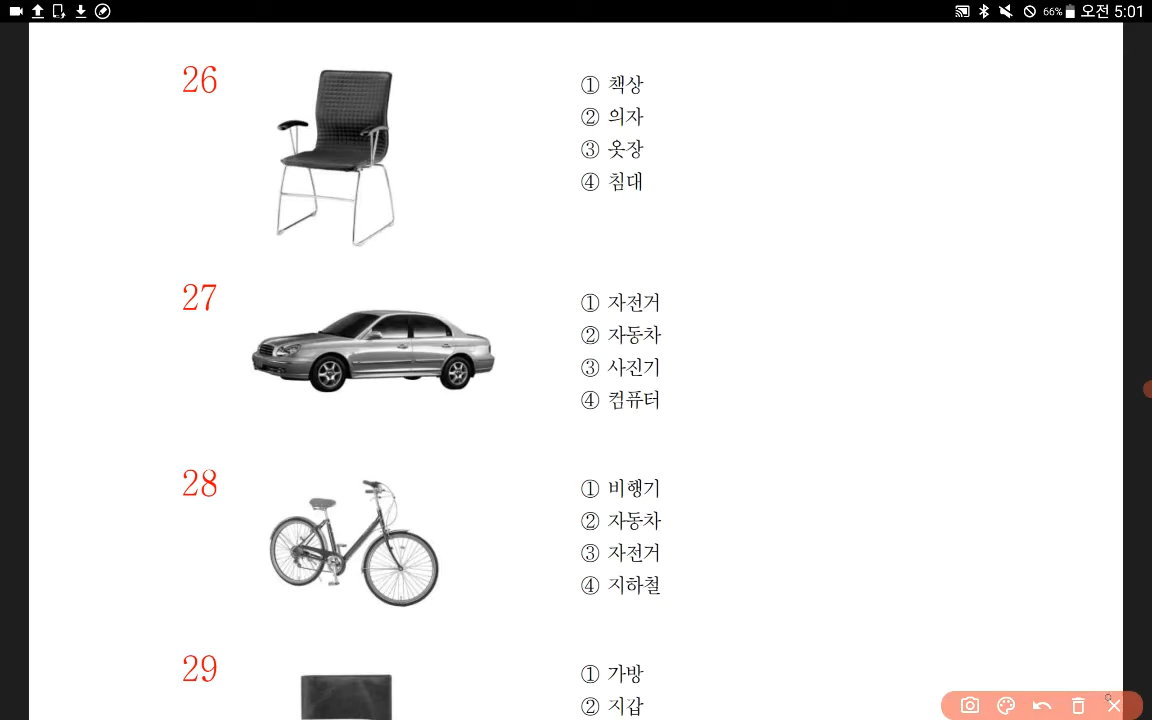 66% 오전 5:01
26
① 책상
② 의자
③ 옷장
④ 침대
27
① 자전거
② 자동차
③ 사진기
④ 컴퓨터
28
① 비행기
② 자동차
③ 자전거
④ 지하철
29
① 가방
② 지갑